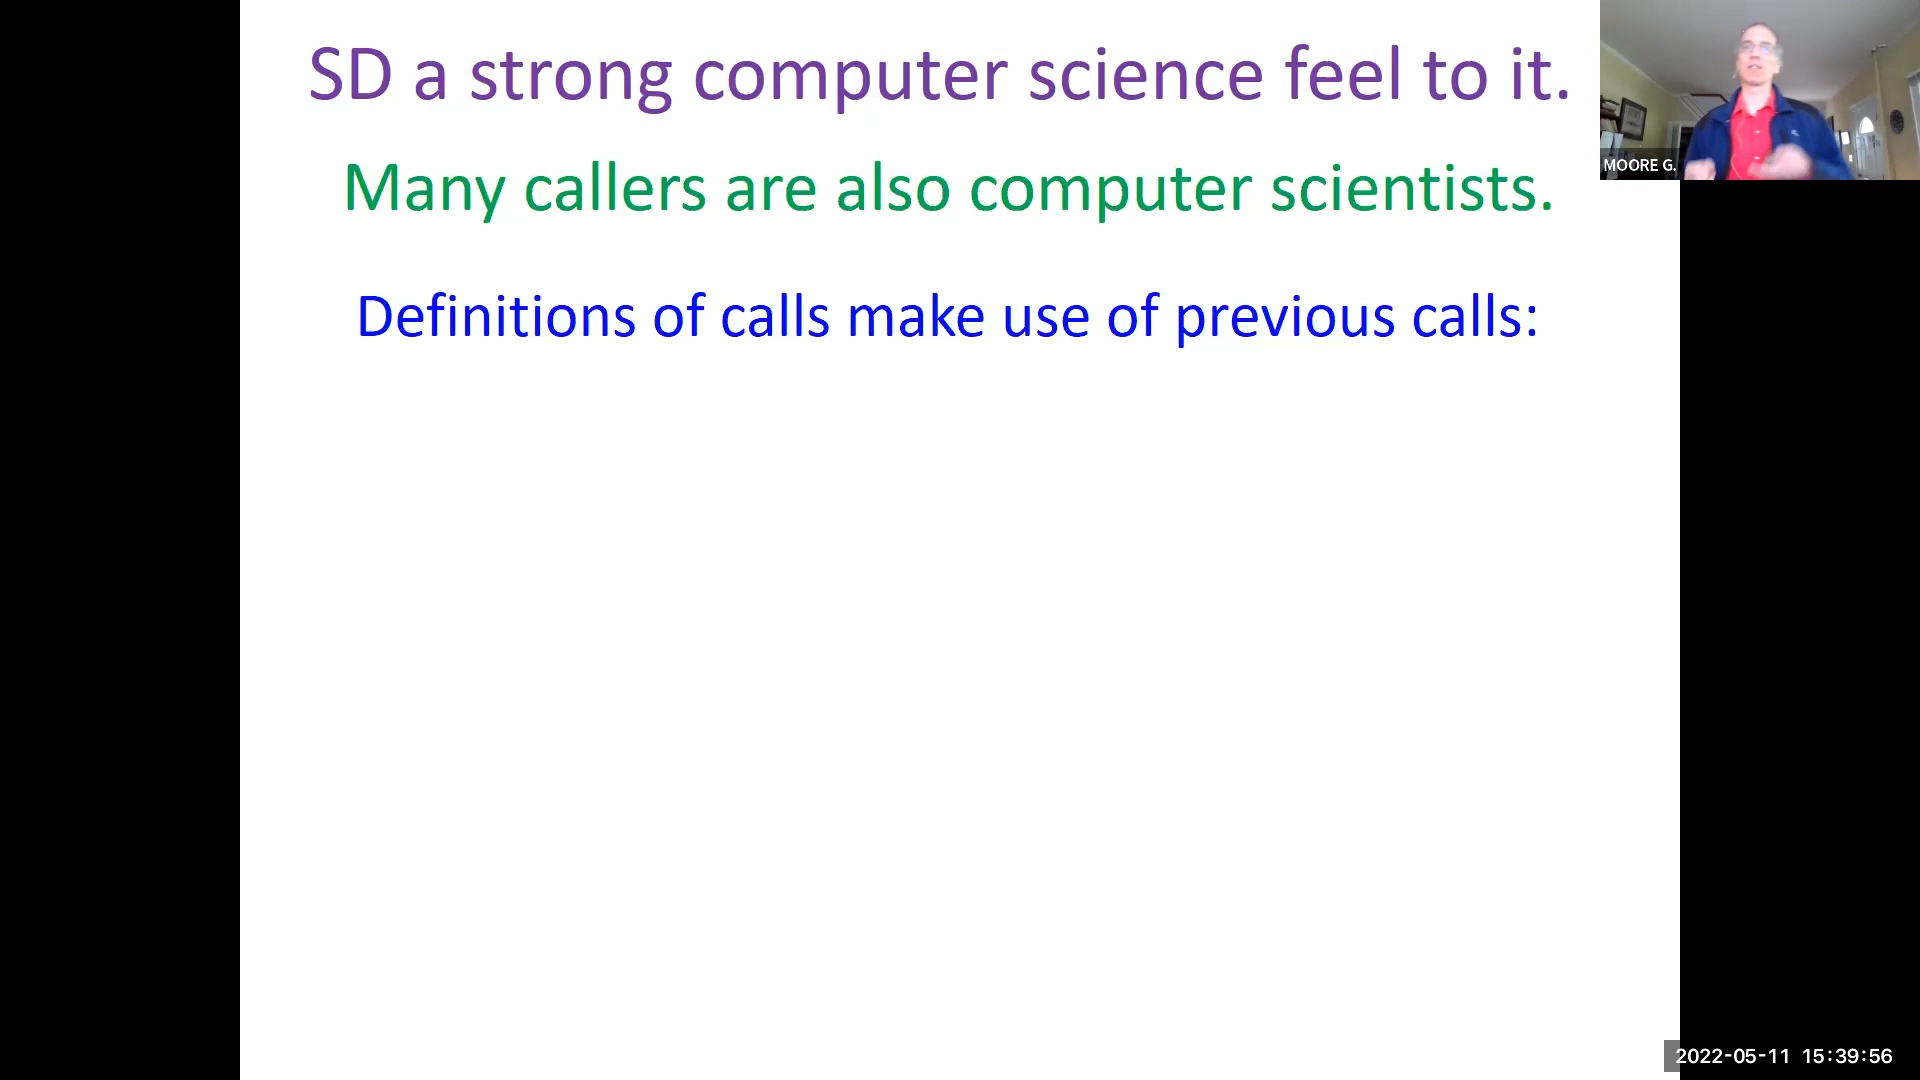 SD a strong computer science feel to it.
MOORE G.
Many callers are also computer scientists.
Definitions of calls make use of previous calls:
2022-05-11 15:39:56